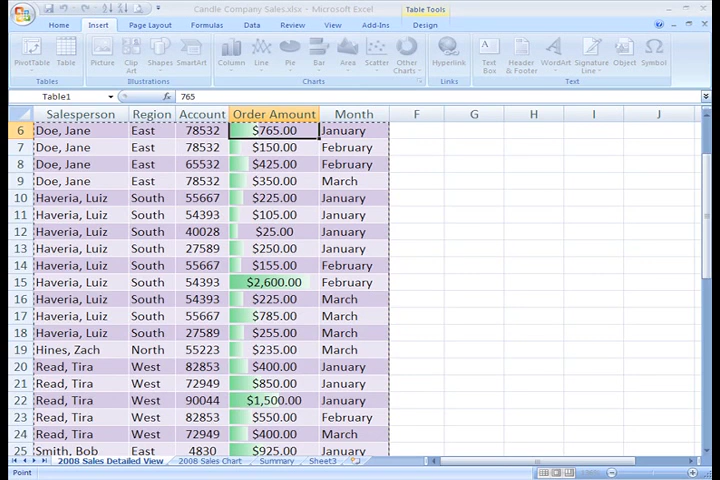 Candle Company Sales.xlsx - Microsoft Excel Table Tools
Home Insert Page Layout Formulas Data Review View Add-Ins Design
PivotTable Table Picture Clip Art Shapes SmartArt Column Line Pie Bar Area Scatter Other Charts Hyperlink Text Box Header & Footer WordArt Signature Line Object Symbol
Tables Illustrations Charts Links Text
Table1 765
Salesperson Region Account Order Amount Month F G H I J
6 Doe, Jane East 78532 $765.00 January
7 Doe, Jane East 78532 $150.00 February
8 Doe, Jane East 65532 $425.00 February
9 Doe, Jane East 78532 $350.00 March
10 Haveria, Luiz South 55667 $225.00 January
11 Haveria, Luiz South 54393 $105.00 January
12 Haveria, Luiz South 40028 $25.00 January
13 Haveria, Luiz South 27589 $250.00 January
14 Haveria, Luiz South 55667 $155.00 February
15 Haveria, Luiz South 54393 $2,600.00 February
16 Haveria, Luiz South 54393 $225.00 March
17 Haveria, Luiz South 55667 $785.00 March
18 Haveria, Luiz South 27589 $255.00 March
19 Hines, Zach North 55223 $235.00 March
20 Read, Tira West 82853 $400.00 January
21 Read, Tira West 72949 $850.00 January
22 Read, Tira West 90044 $1,500.00 January
23 Read, Tira West 82853 $550.00 February
24 Read, Tira West 72949 $400.00 March
25 Smith, Bob East 4830 $925.00 January
2008 Sales Detailed View 2008 Sales Chart Summary Sheet3
Point